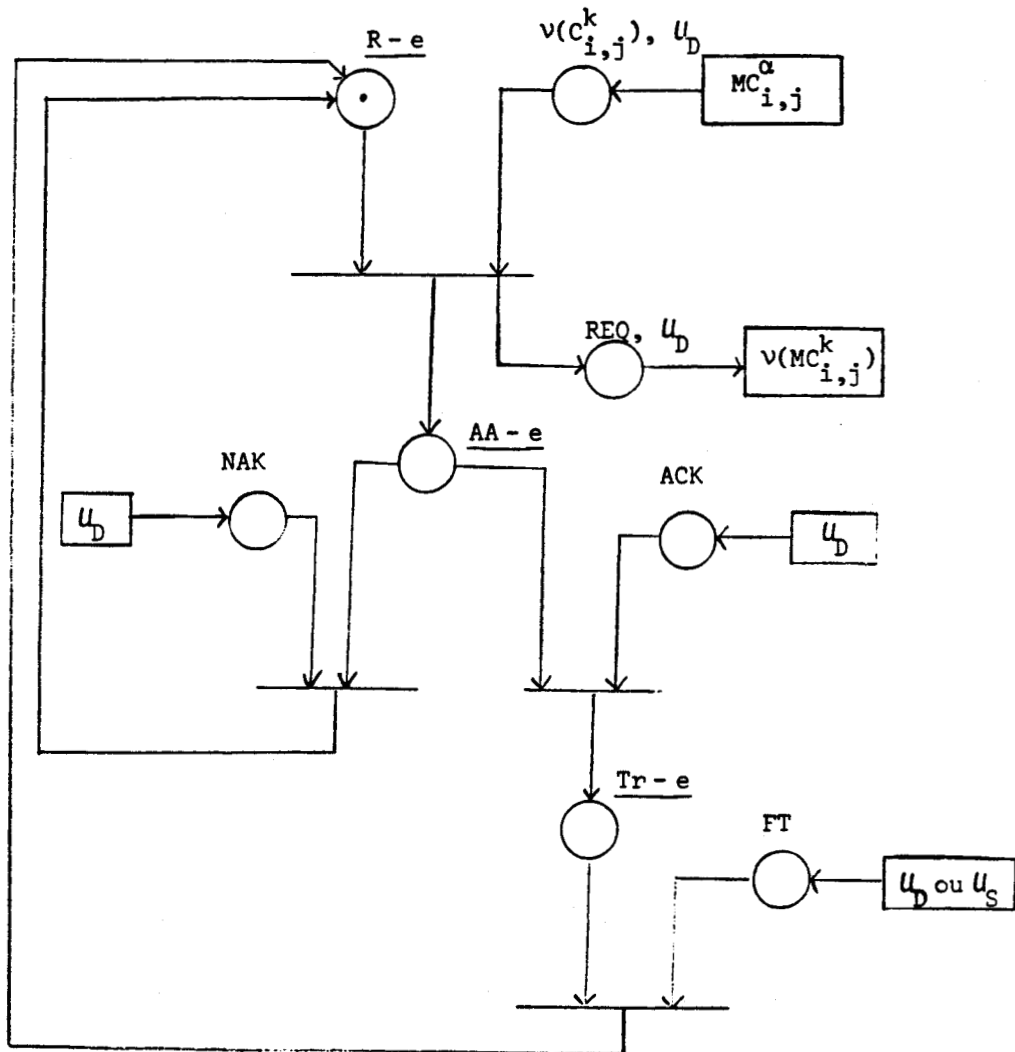 R - e
ν(C^k_{i,j}), U_D
MC^α_{i,j}
REQ, U_D
ν(MC^k_{i,j})
AA - e
NAK
ACK
U_D
U_D
Tr - e
FT
U_D ou U_S